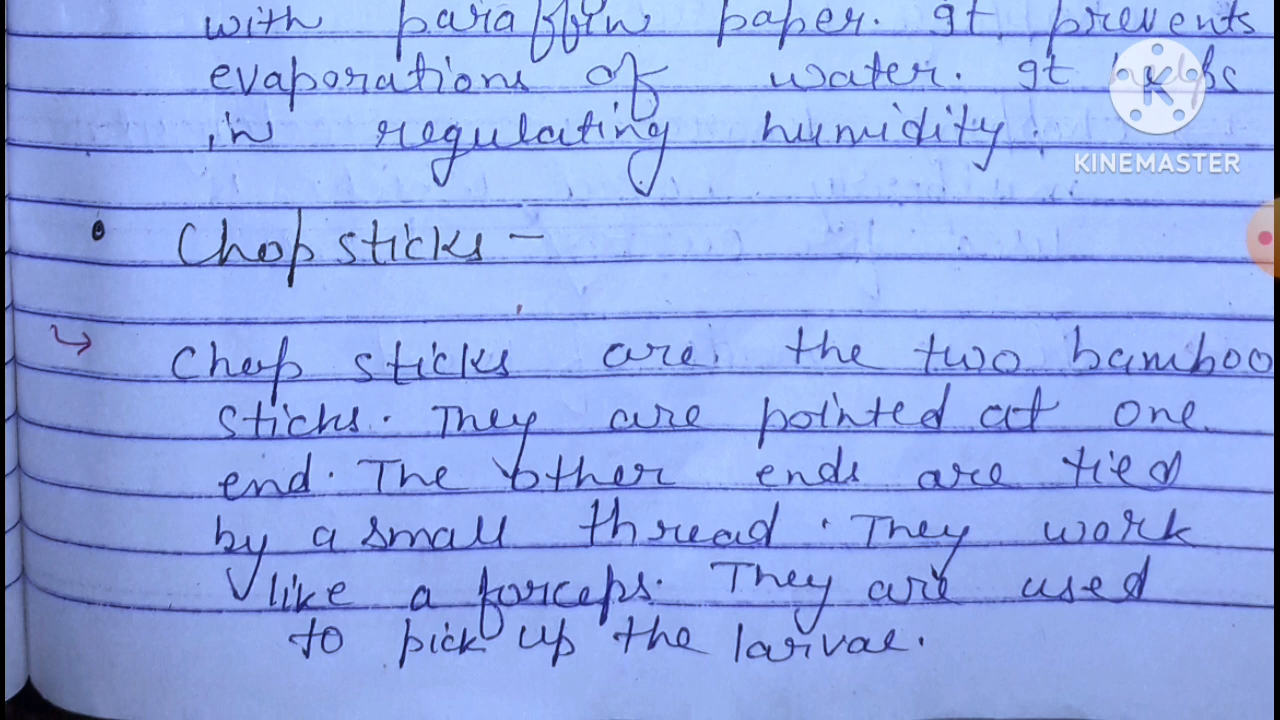 with paraffin paper. It prevents
evaporations of water. It helps
in regulating humidity.
KINEMASTER
• Chopsticks -
↳ Chop sticks are the two bamboo
sticks. They are pointed at one
end. The other ends are tied
by a small thread. They work
like a forceps. They are used
to pick up the larvae.